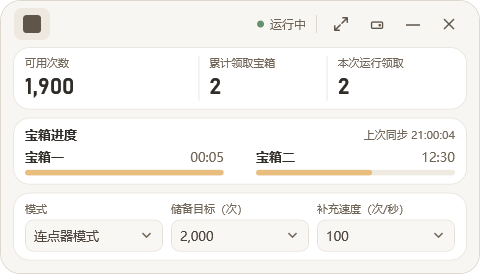 运行中
可用次数 累计领取宝箱 本次运行领取
1,900 2 2
宝箱进度 上次同步 21:00:04
宝箱一 00:05 宝箱二 12:30
模式 储备目标（次） 补充速度（次/秒）
连点器模式 2,000 100